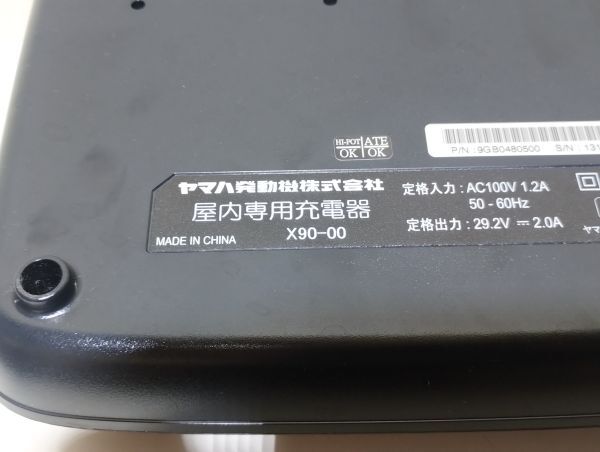 HI-POT ATE
OK OK
P/N : 9GB0480500 S/N : 131
ヤマハ発動機株式会社
屋内専用充電器
MADE IN CHINA X90-00
定格入力 : AC100V 1.2A
50 - 60Hz
定格出力 : 29.2V ⎓ 2.0A
ヤマ